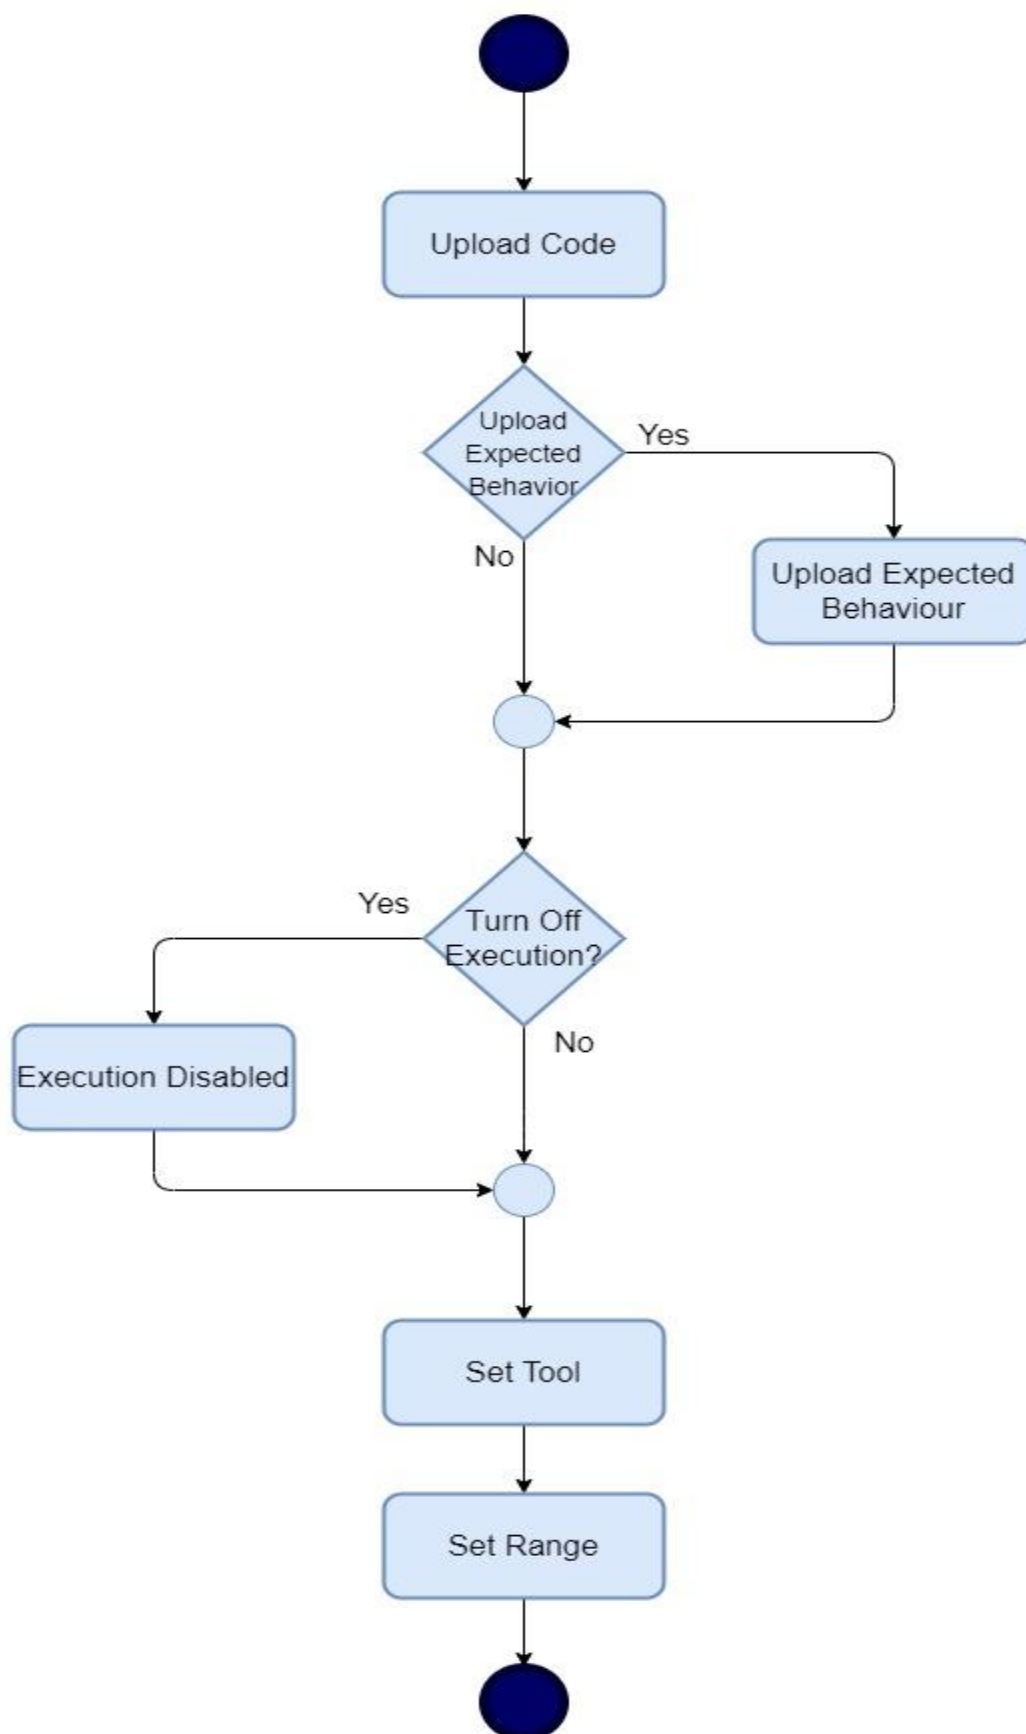 Upload Code
Upload
Expected
Behavior
Yes
No
Upload Expected
Behaviour
Yes
Turn Off
Execution?
No
Execution Disabled
Set Tool
Set Range